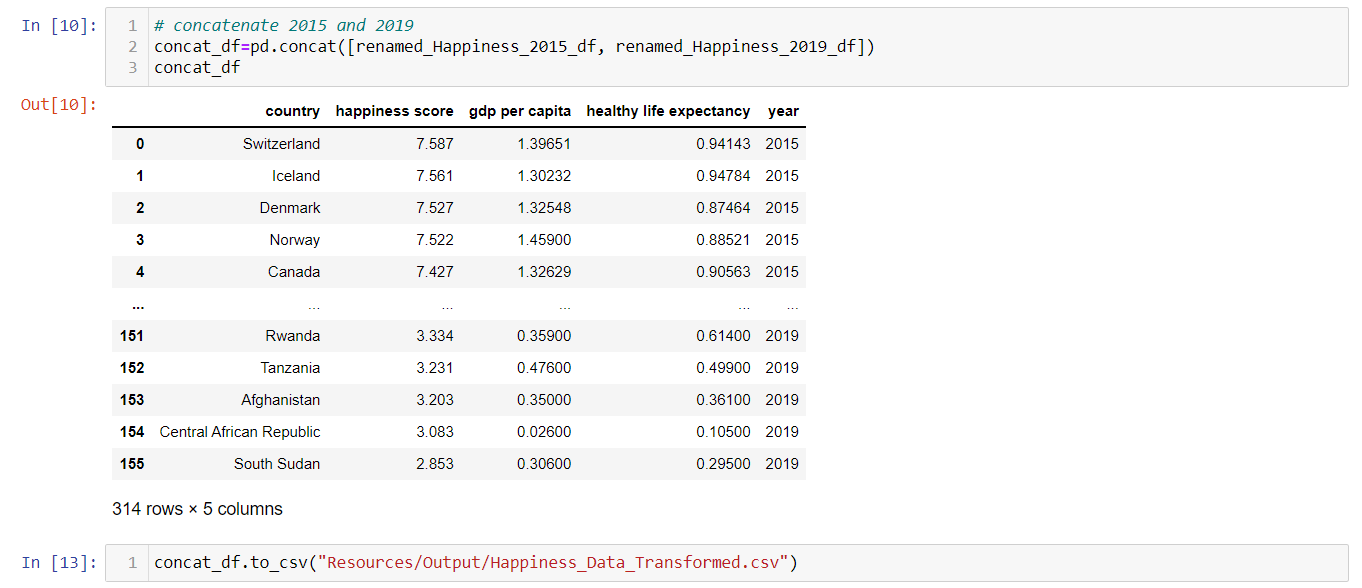 In [10]:
1 # concatenate 2015 and 2019
2 concat_df=pd.concat([renamed_Happiness_2015_df, renamed_Happiness_2019_df])
3 concat_df
Out[10]:
country happiness score gdp per capita healthy life expectancy year
0 Switzerland 7.587 1.39651 0.94143 2015
1 Iceland 7.561 1.30232 0.94784 2015
2 Denmark 7.527 1.32548 0.87464 2015
3 Norway 7.522 1.45900 0.88521 2015
4 Canada 7.427 1.32629 0.90563 2015
... ... ... ... ... ...
151 Rwanda 3.334 0.35900 0.61400 2019
152 Tanzania 3.231 0.47600 0.49900 2019
153 Afghanistan 3.203 0.35000 0.36100 2019
154 Central African Republic 3.083 0.02600 0.10500 2019
155 South Sudan 2.853 0.30600 0.29500 2019
314 rows × 5 columns
In [13]:
1 concat_df.to_csv("Resources/Output/Happiness_Data_Transformed.csv")